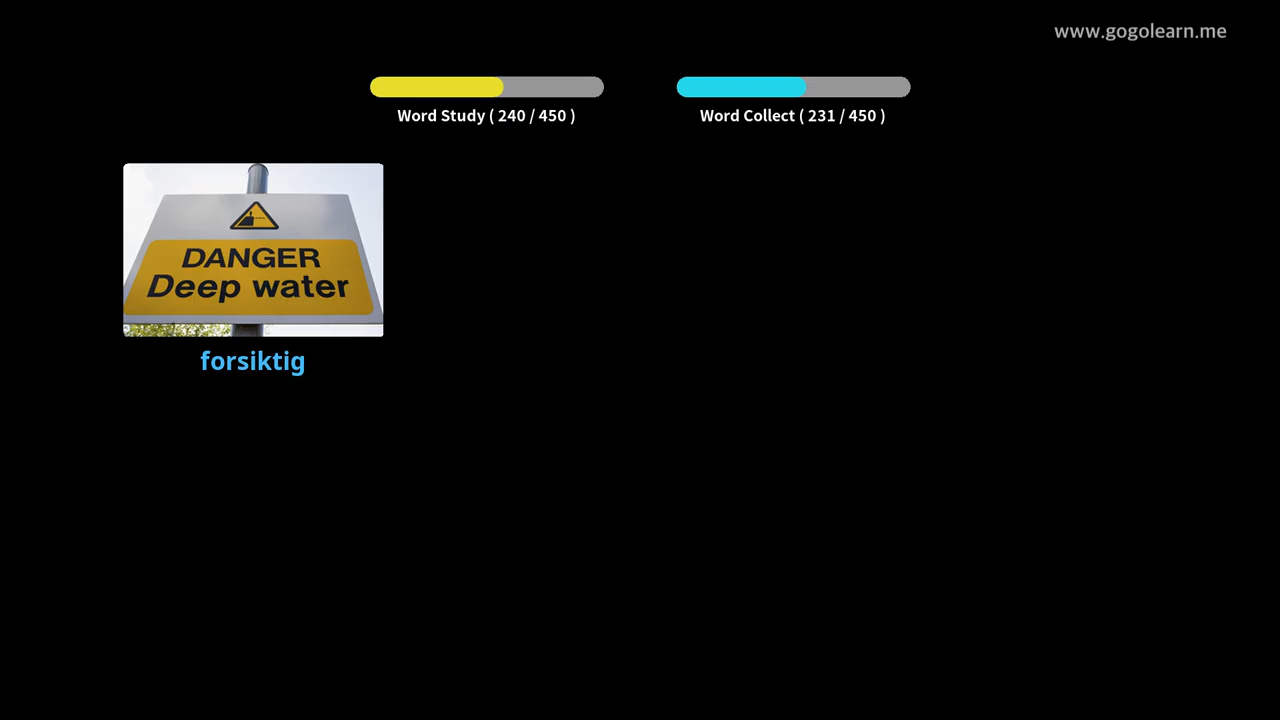 www.gogolearn.me
Word Study ( 240 / 450 )
Word Collect ( 231 / 450 )
DANGER
Deep water
forsiktig